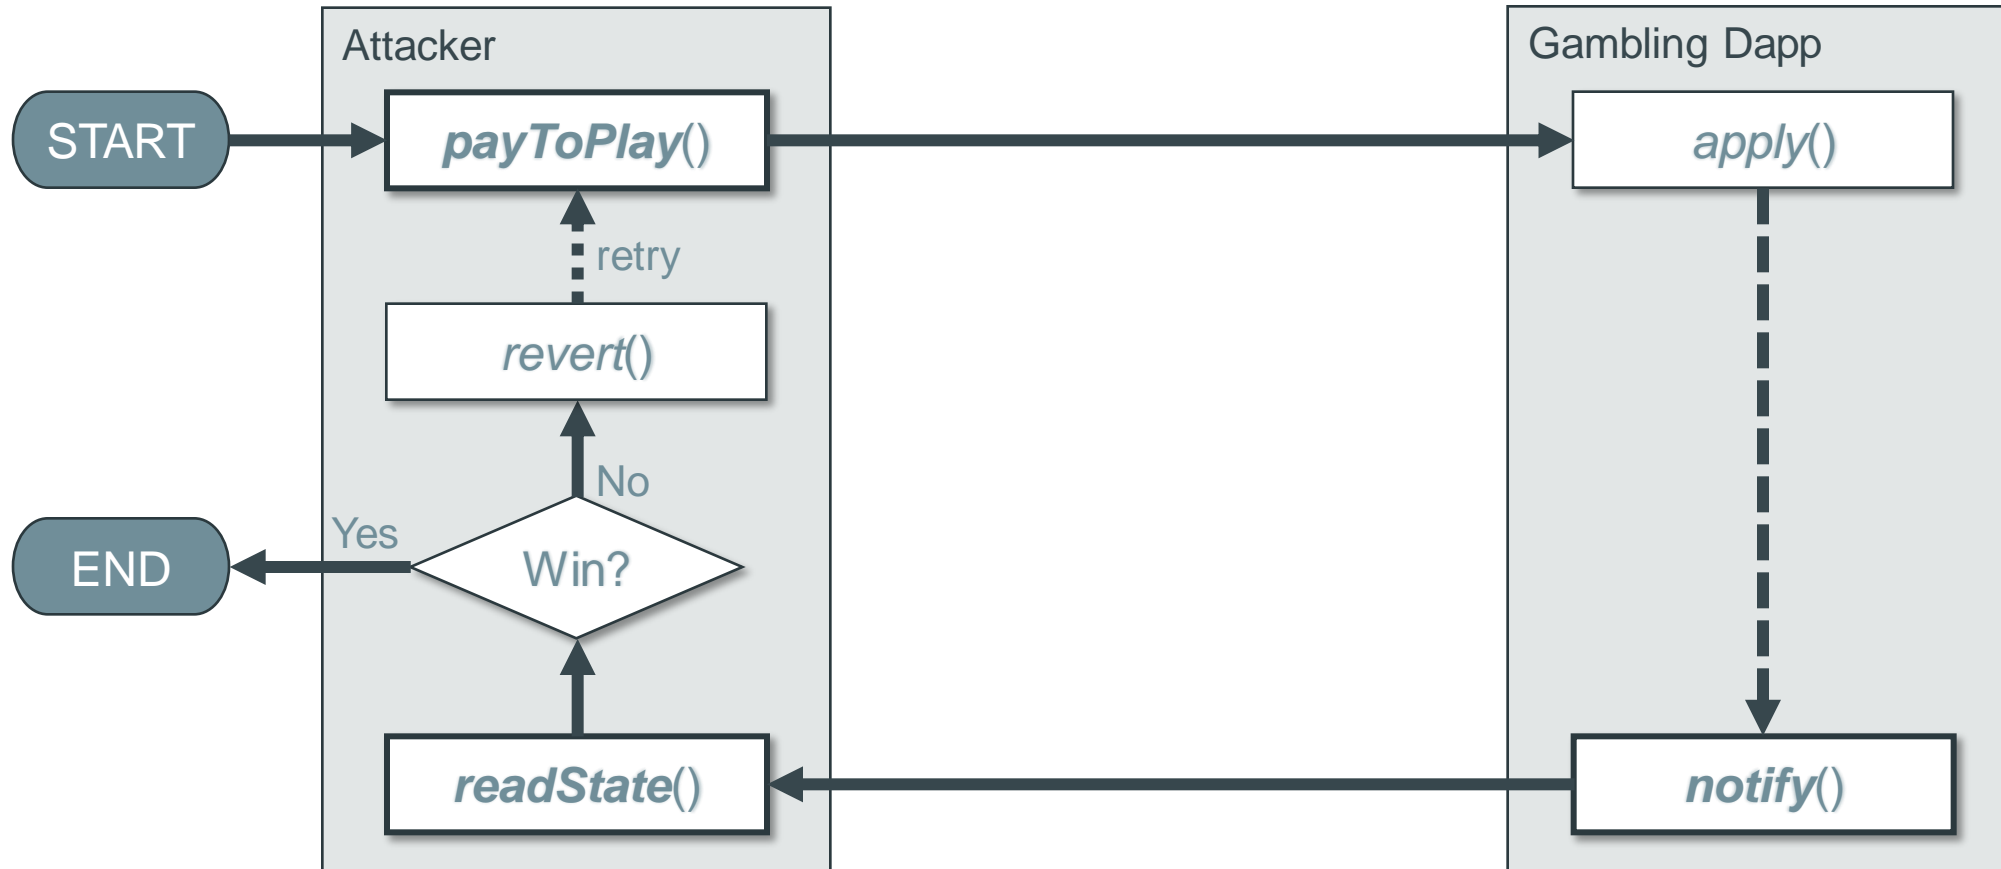 Attacker
Gambling Dapp
START
payToPlay()
apply()
retry
revert()
No
Yes
END
Win?
readState()
notify()